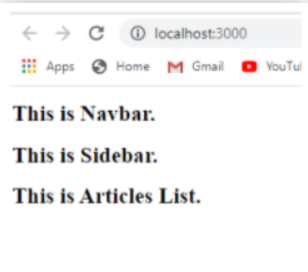 localhost:3000
Apps Home Gmail YouTu
This is Navbar.
This is Sidebar.
This is Articles List.